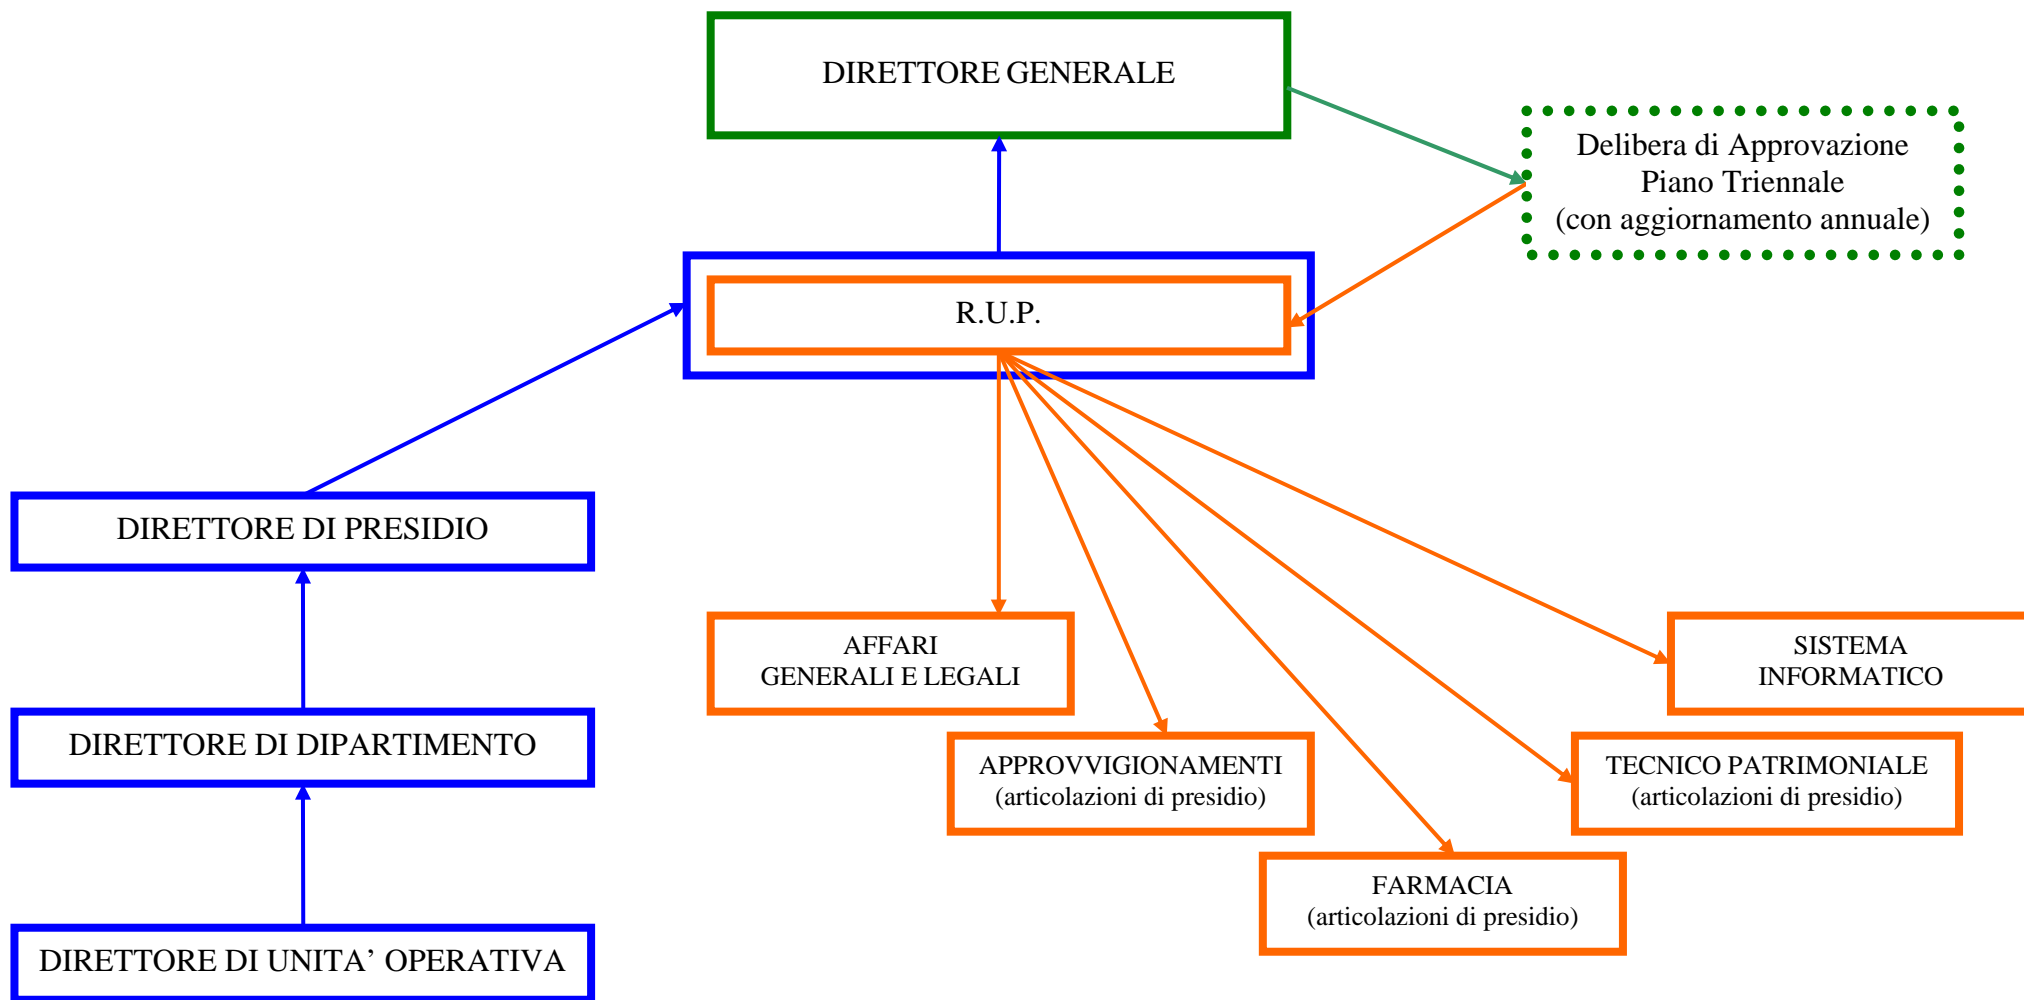 DIRETTORE GENERALE
Delibera di Approvazione
Piano Triennale
(con aggiornamento annuale)
R.U.P.
DIRETTORE DI PRESIDIO
DIRETTORE DI DIPARTIMENTO
DIRETTORE DI UNITA’ OPERATIVA
AFFARI
GENERALI E LEGALI
APPROVVIGIONAMENTI
(articolazioni di presidio)
FARMACIA
(articolazioni di presidio)
TECNICO PATRIMONIALE
(articolazioni di presidio)
SISTEMA
INFORMATICO